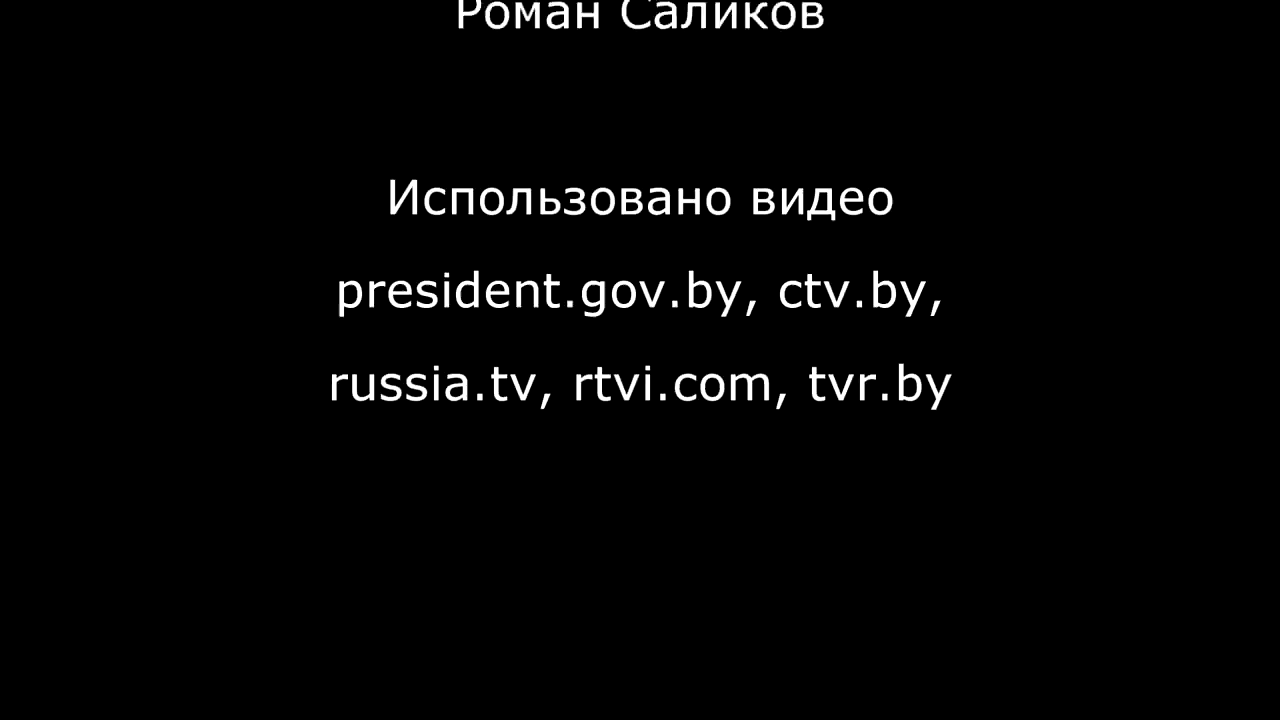 Роман Саликов
Использовано видео
president.gov.by, ctv.by,
russia.tv, rtvi.com, tvr.by